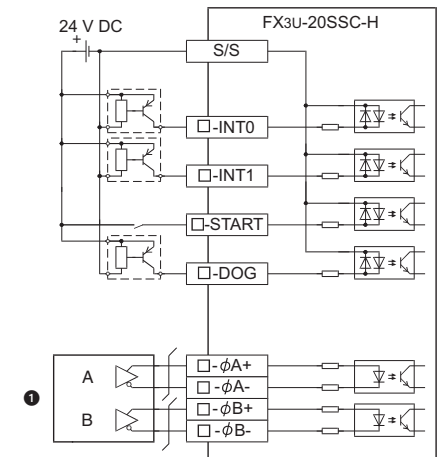 24 V DC
+
FX3U-20SSC-H
S/S
□-INT0
□-INT1
□-START
□-DOG
❶
A
B
□-ϕA+
□-ϕA-
□-ϕB+
□-ϕB-